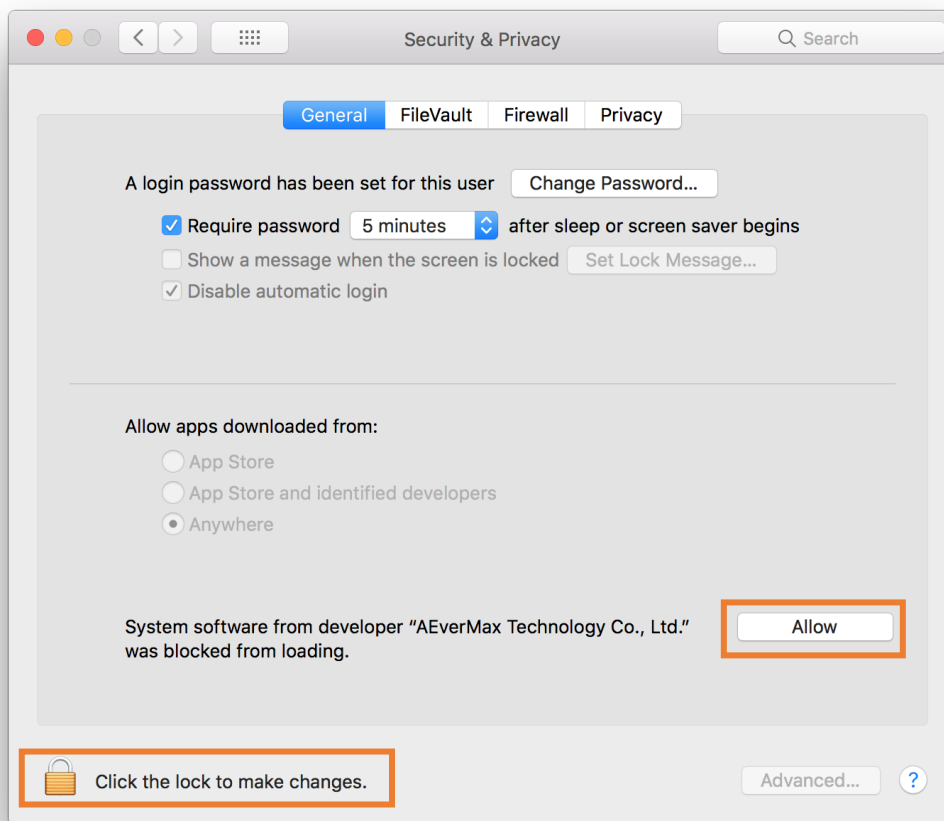 Security & Privacy
Search
General FileVault Firewall Privacy
A login password has been set for this user Change Password...
Require password 5 minutes after sleep or screen saver begins
Show a message when the screen is locked Set Lock Message...
Disable automatic login
Allow apps downloaded from:
App Store
App Store and identified developers
Anywhere
System software from developer “AEverMax Technology Co., Ltd.” Allow
was blocked from loading.
Click the lock to make changes. Advanced... ?